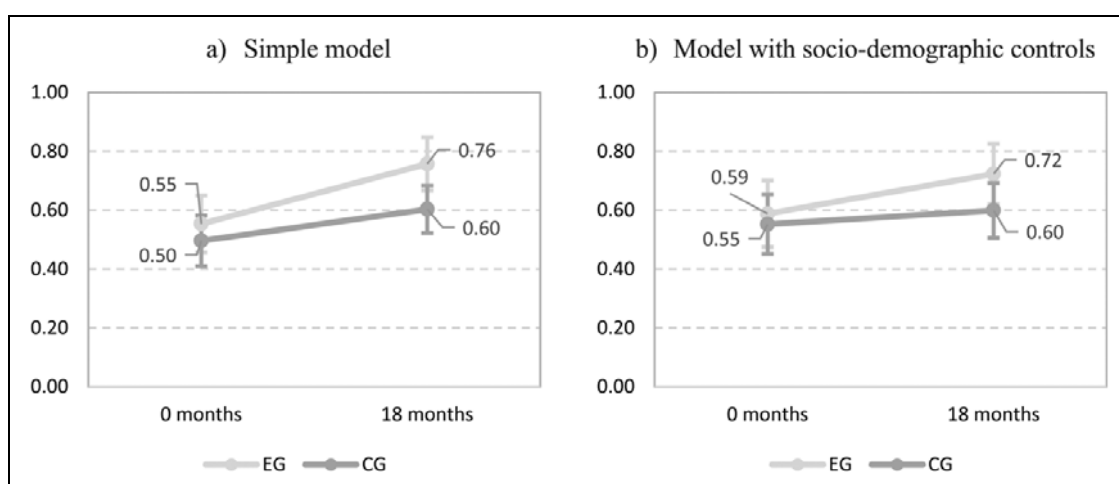 a) Simple model
1.00
0.80
0.60
0.40
0.20
0.00
0.55
0.50
0.76
0.60
0 months
18 months
EG
CG
b) Model with socio-demographic controls
1.00
0.80
0.60
0.40
0.20
0.00
0.59
0.55
0.72
0.60
0 months
18 months
EG
CG